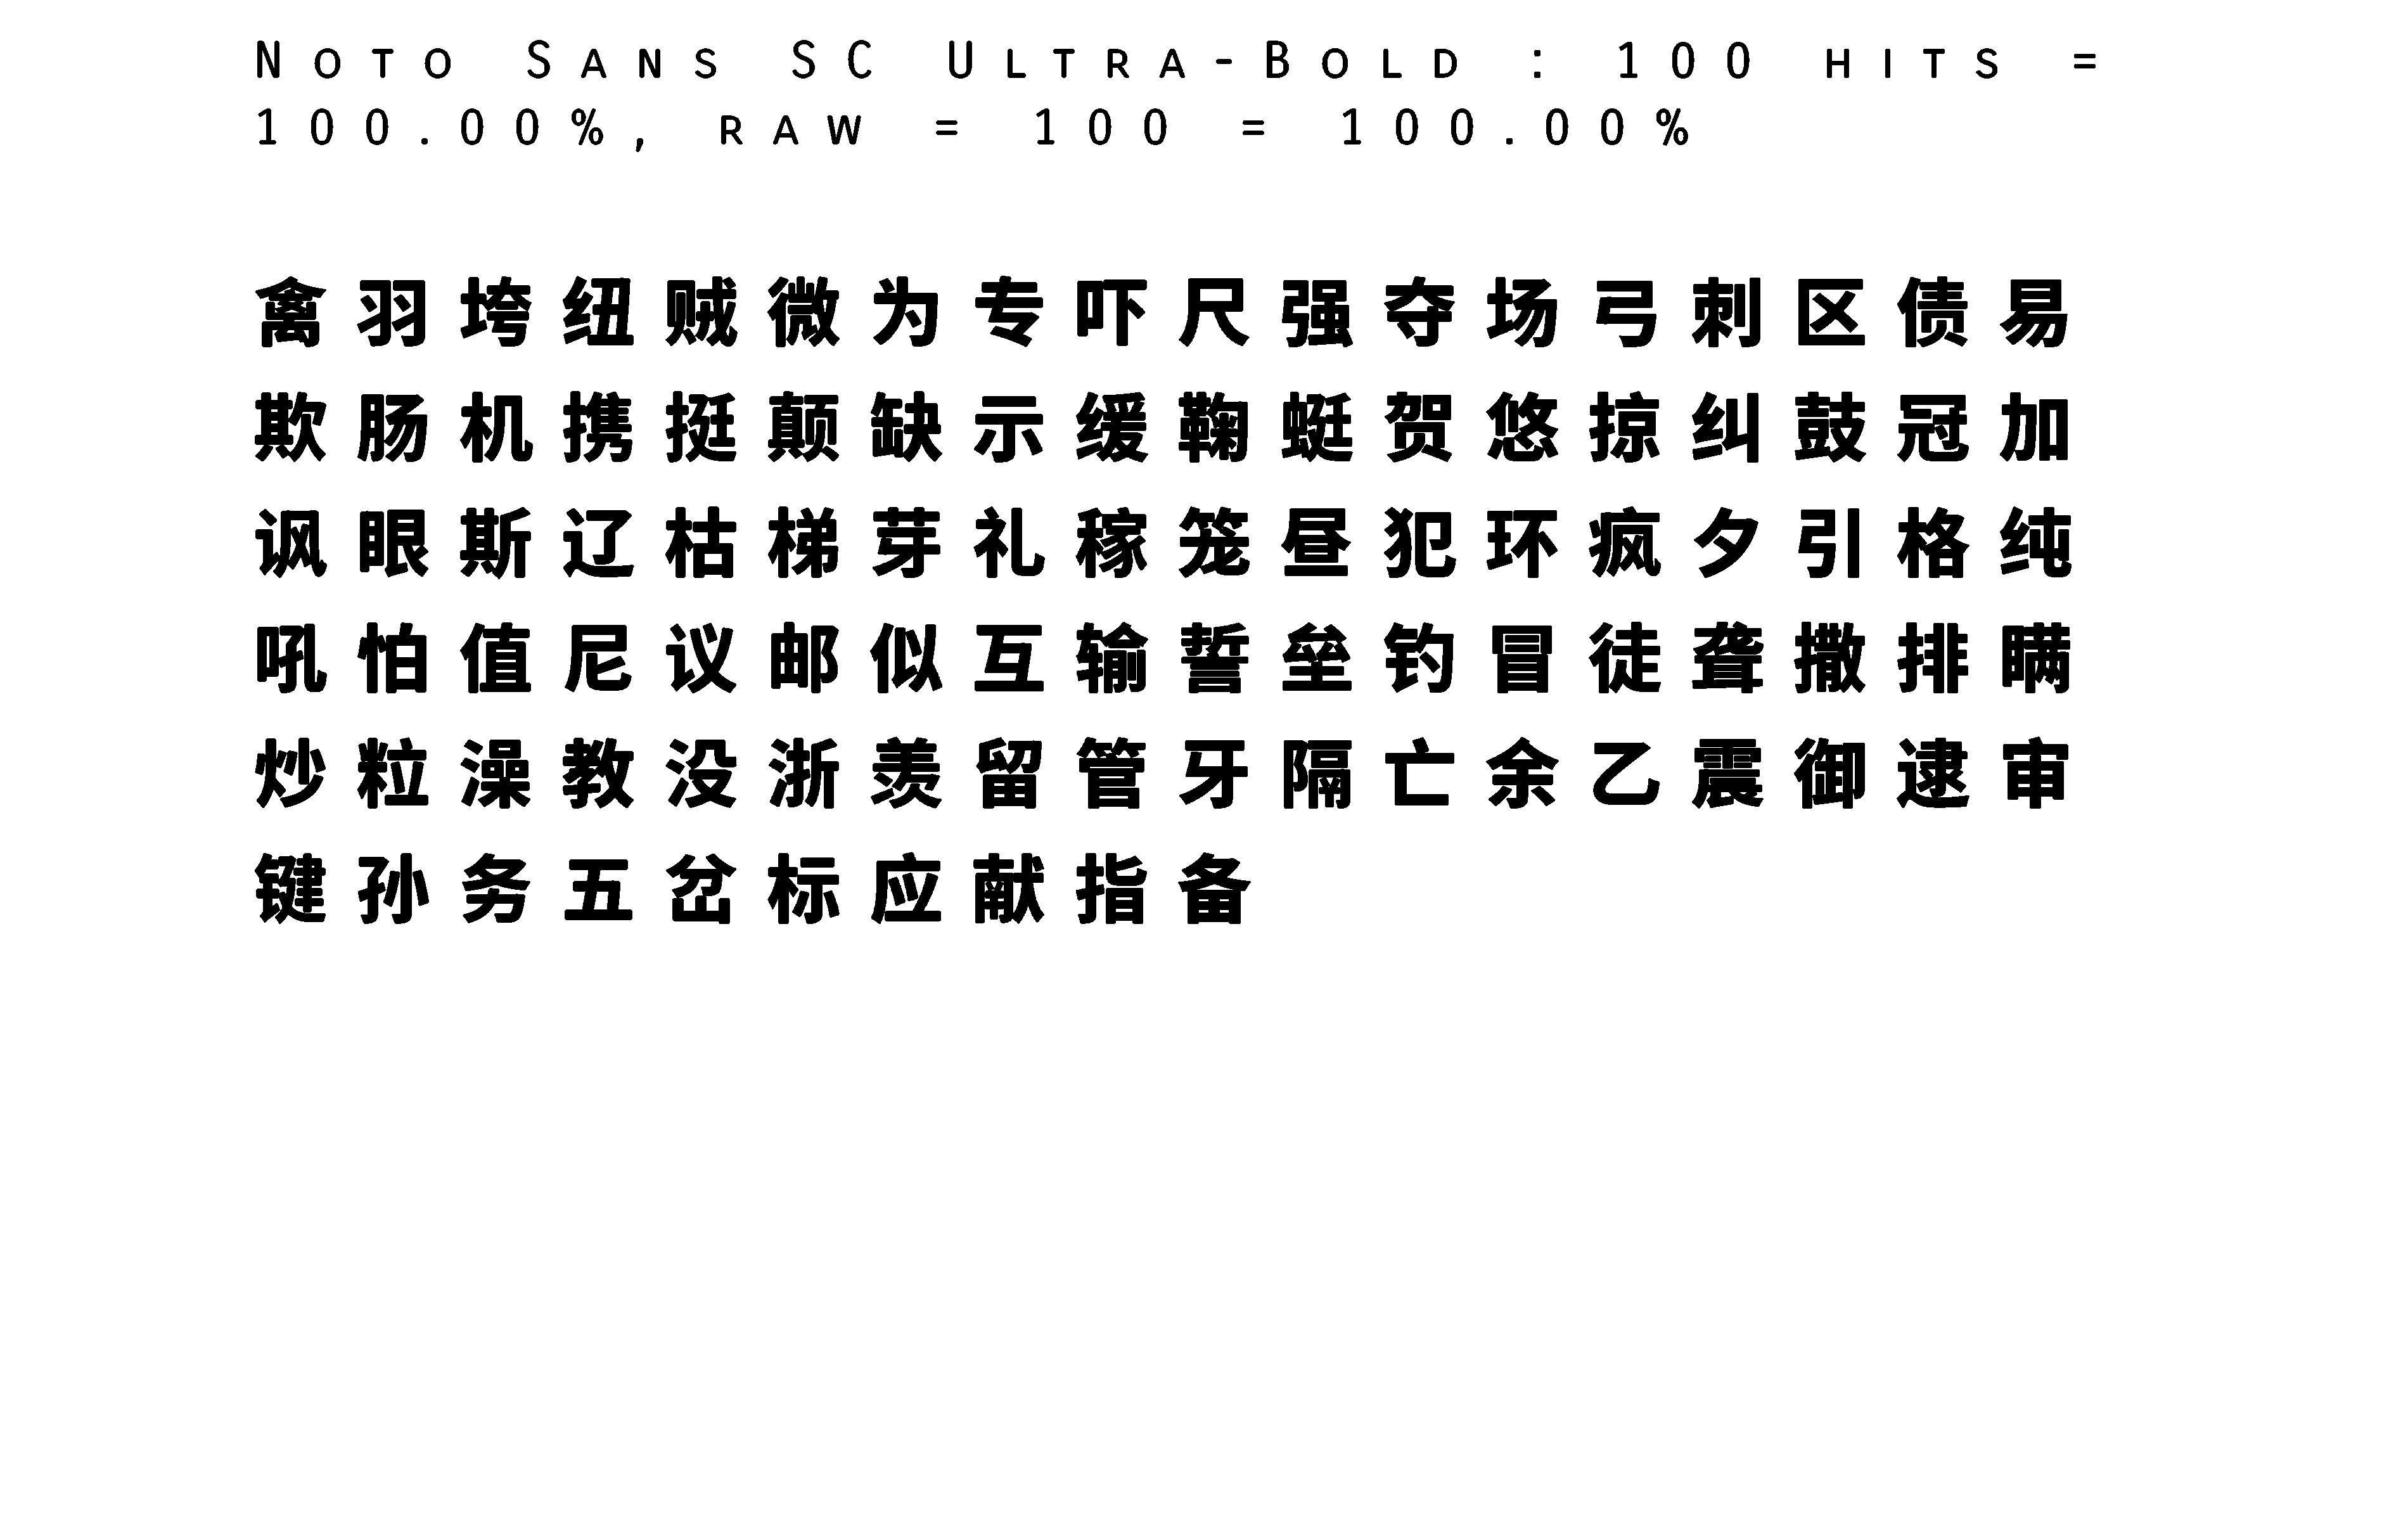 Noto Sans SC Ultra-Bold : 100 hits =
100.00%, raw = 100 = 100.00%
禽羽垮纽贼微为专吓尺强夺场弓刺区债易
欺肠机携挺颠缺示缓鞠蜓贺悠掠纠鼓冠加
讽眼斯辽枯梯芽礼稼笼昼犯环疯夕引格纯
吼怕值尼议邮似互输誓垒钓冒徒聋撒排瞒
炒粒澡教没浙羡留管牙隔亡余乙震御逮审
键孙务五岔标应献指备